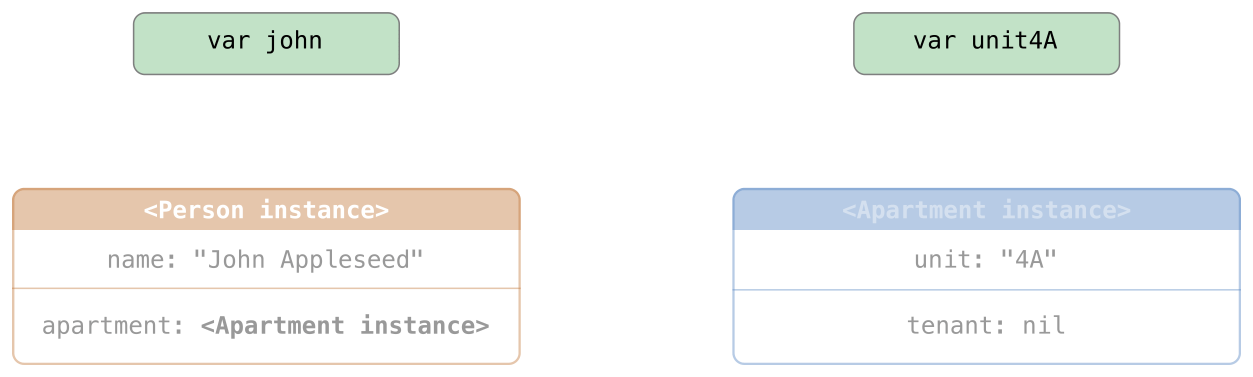 var john
var unit4A
<Person instance>
name: "John Appleseed"
apartment: <Apartment instance>
<Apartment instance>
unit: "4A"
tenant: nil